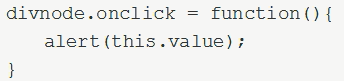 divnode.onclick = function(){
    alert(this.value);
}